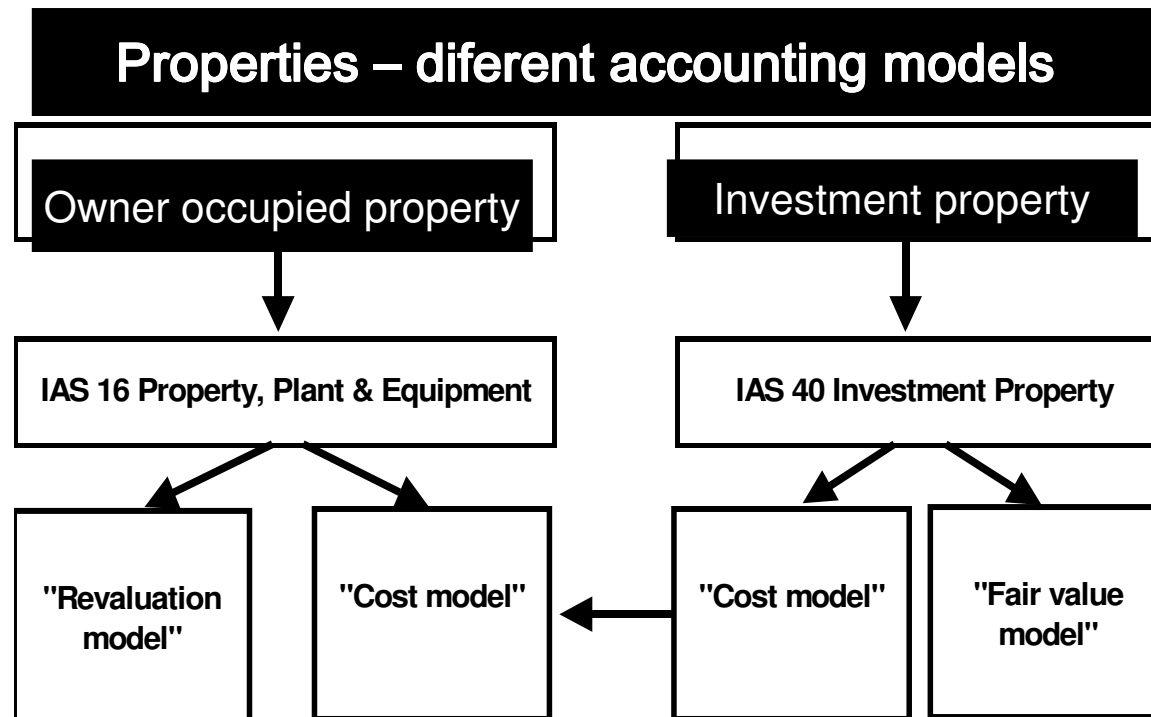 Properties – diferent accounting models
Owner occupied property
Investment property
IAS 16 Property, Plant & Equipment
IAS 40 Investment Property
"Revaluation
model"
"Cost model"
"Cost model"
"Fair value
model"